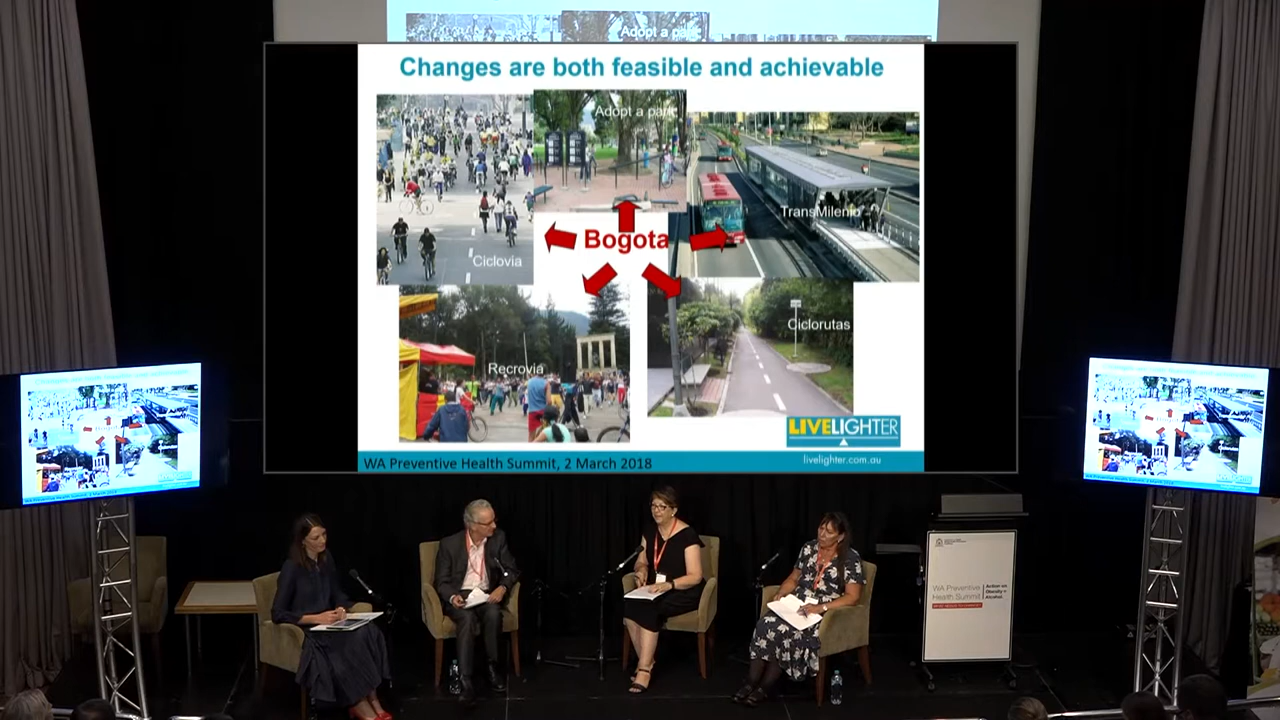 Adopt a pa
Changes are both feasible and achievable
Adopt a park
TransMilenio
Bogota
Ciclovia
Ciclorutas
Recrovia
LIVELIGHTER
livelighter.com.au
WA Preventive Health Summit, 2 March 2018
WA Preventive
Health Summit
Action on
Obesity +
Alcohol